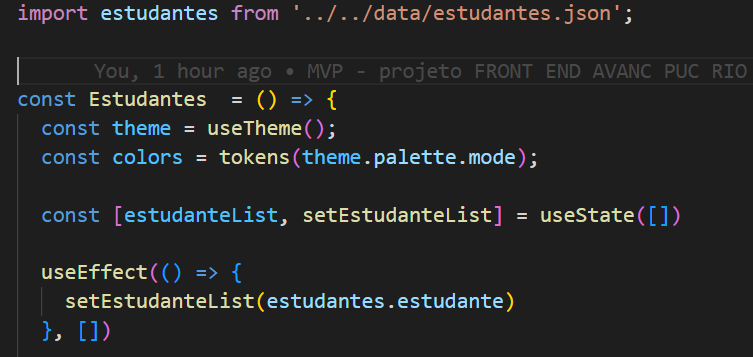 import estudantes from '../../data/estudantes.json';
You, 1 hour ago • MVP - projeto FRONT END AVANC PUC RIO
const Estudantes  = () => {
  const theme = useTheme();
  const colors = tokens(theme.palette.mode);
  const [estudanteList, setEstudanteList] = useState([])
  useEffect(() => {
    setEstudanteList(estudantes.estudante)
  }, [])